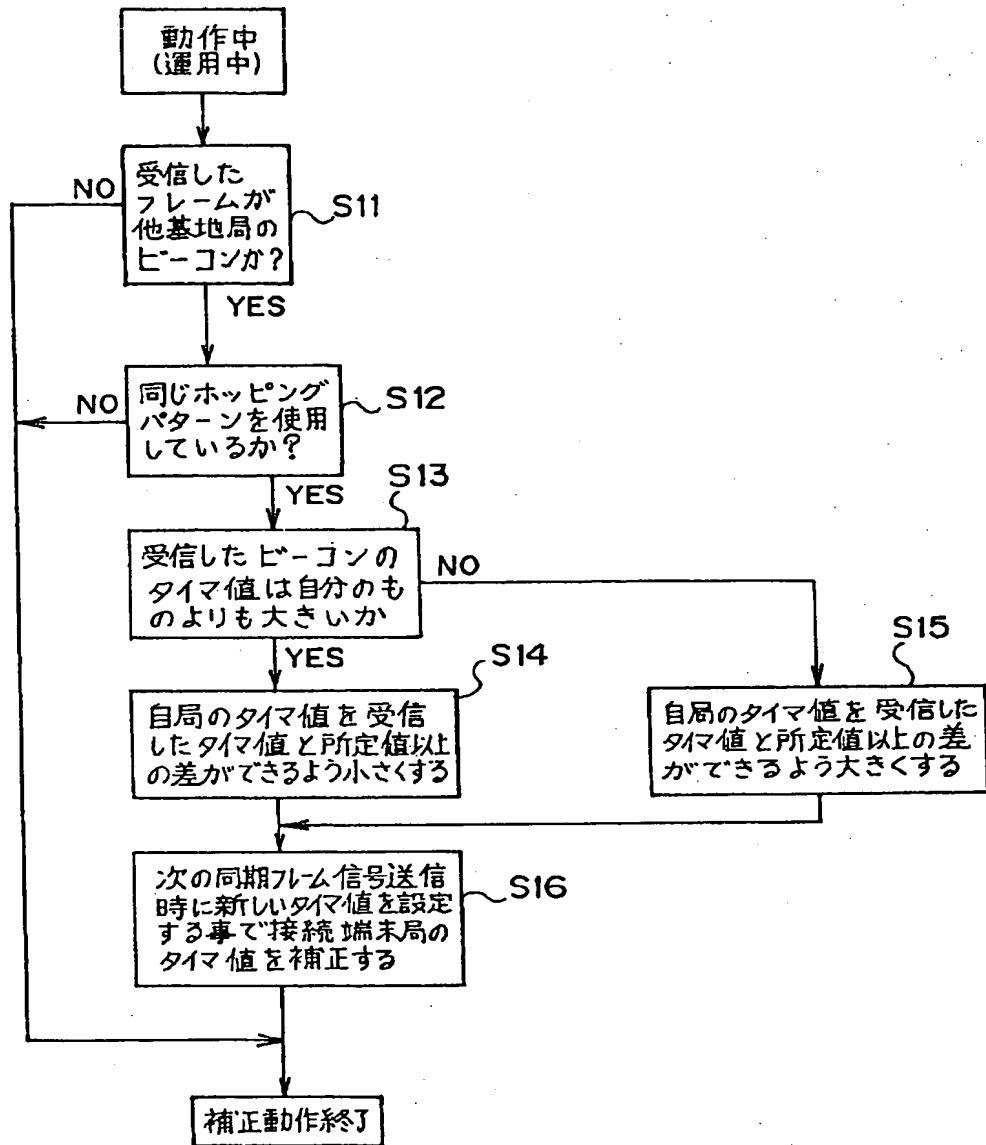 動作中
(運用中)
受信した
フレームが
他基地局の
ビーコンか?
NO
S11
YES
同じホッピング
パターンを使用
しているか?
NO
S12
YES
S13
受信したビーコンの
タイマ値は自分のも
のよりも大きいか
NO
YES
S14
S15
自局のタイマ値を受信
したタイマ値と所定値以上
の差ができるよう小さくする
自局のタイマ値を受信した
タイマ値と所定値以上の差
ができるよう大きくする
次の同期フレーム信号送信
時に新しいタイマ値を設定
する事で接続端末局の
タイマ値を補正する
S16
補正動作終了